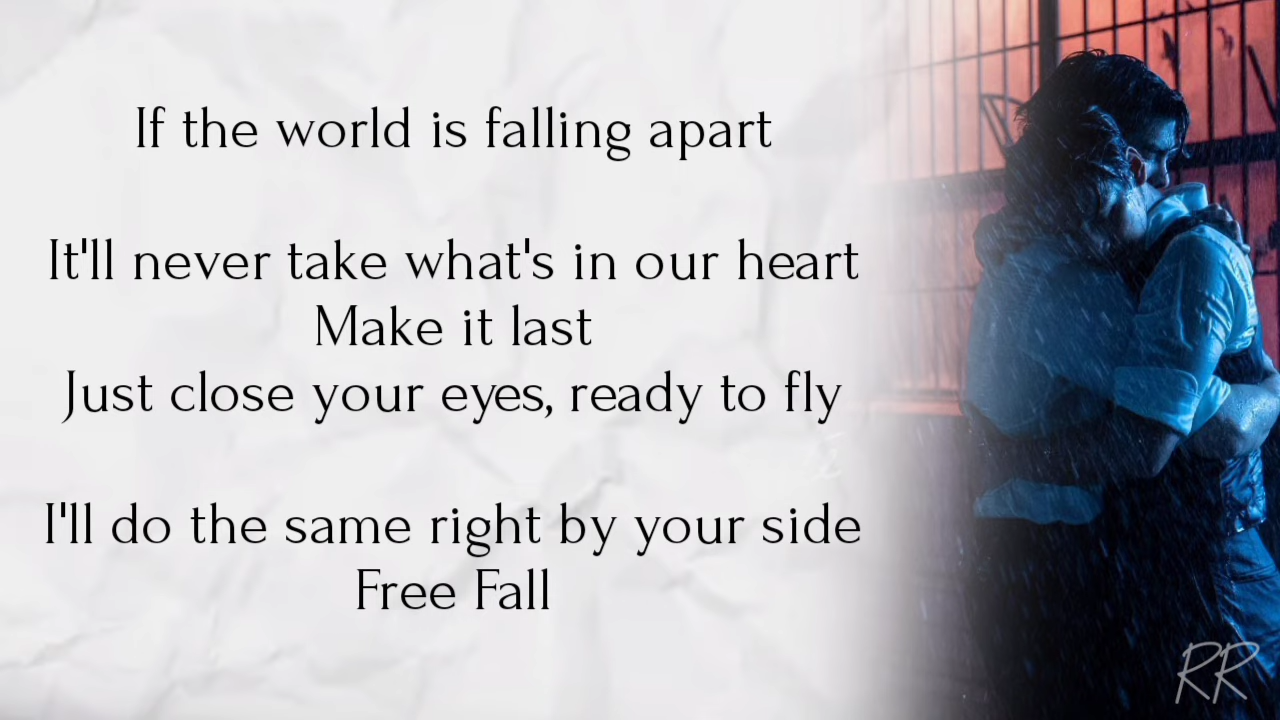 If the world is falling apart
It'll never take what's in our heart
Make it last
Just close your eyes, ready to fly
I'll do the same right by your side
Free Fall
RR